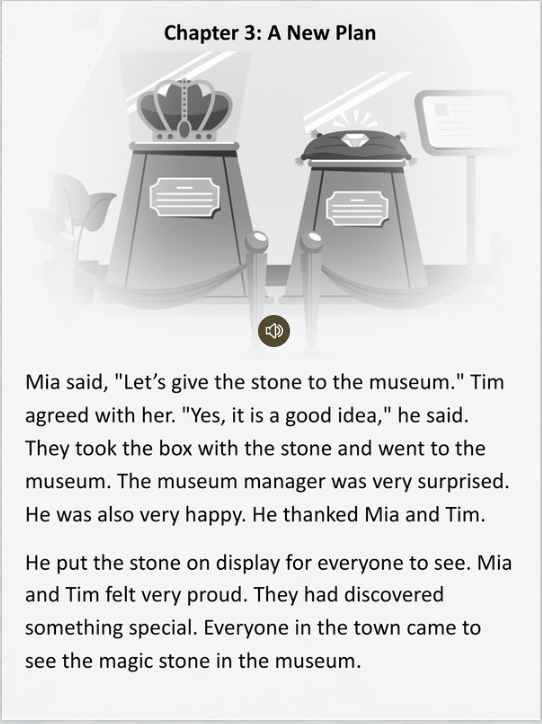 Chapter 3: A New Plan
Mia said, "Let’s give the stone to the museum." Tim
agreed with her. "Yes, it is a good idea," he said.
They took the box with the stone and went to the
museum. The museum manager was very surprised.
He was also very happy. He thanked Mia and Tim.
He put the stone on display for everyone to see. Mia
and Tim felt very proud. They had discovered
something special. Everyone in the town came to
see the magic stone in the museum.